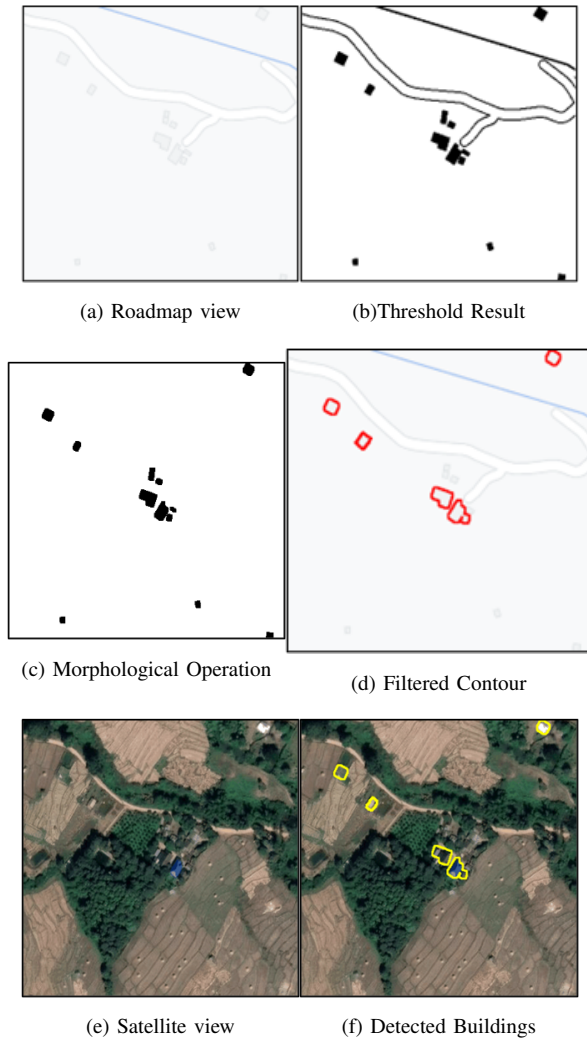 (a) Roadmap view
(b)Threshold Result
(c) Morphological Operation
(d) Filtered Contour
(e) Satellite view
(f) Detected Buildings